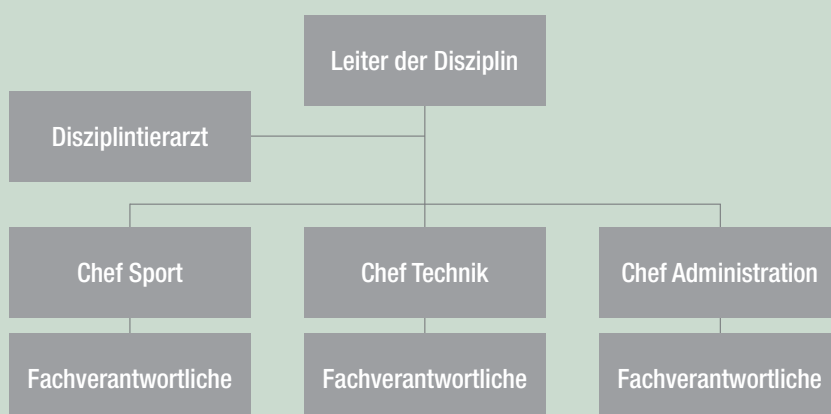 Leiter der Disziplin
Disziplintierarzt
Chef Sport
Chef Technik
Chef Administration
Fachverantwortliche
Fachverantwortliche
Fachverantwortliche